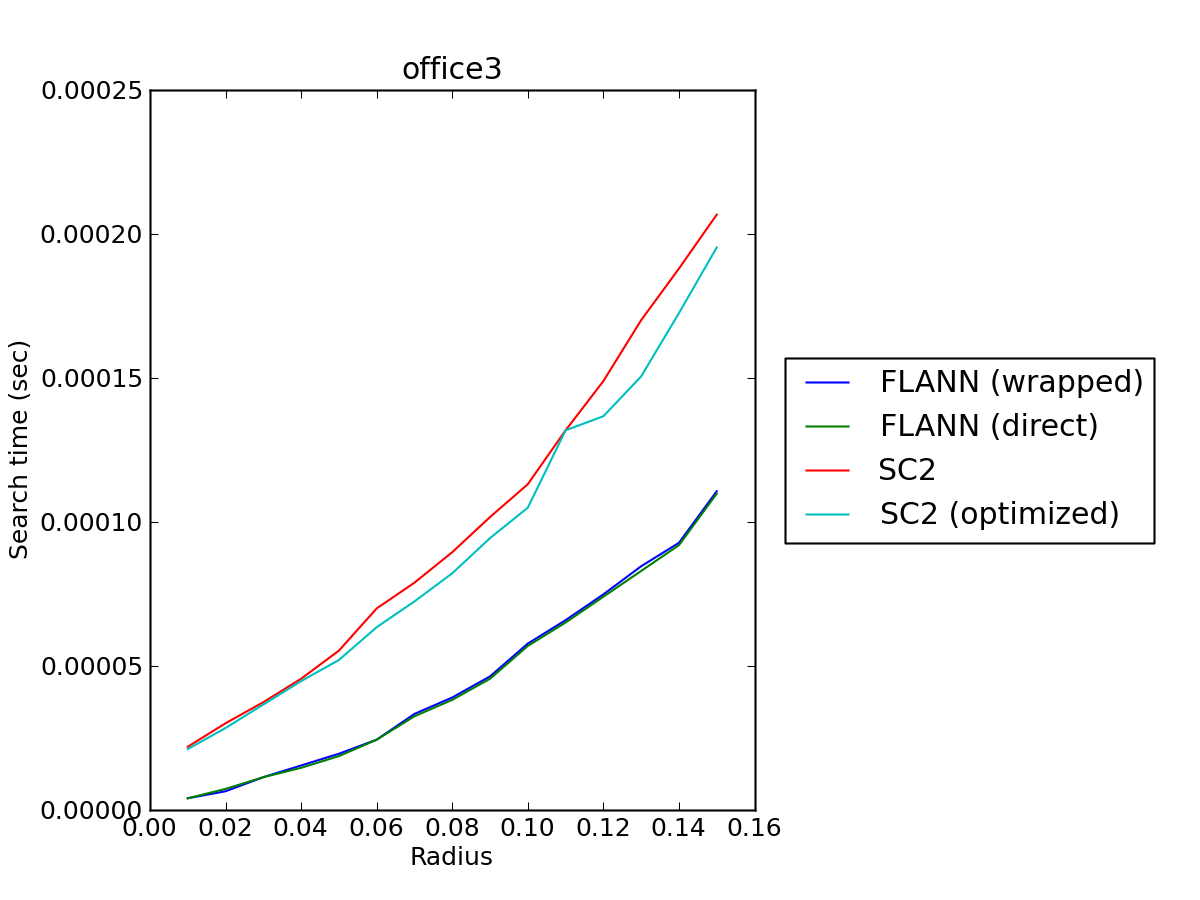 office3
0.00025
0.00020
0.00015
0.00010
0.00005
0.00000
Search time (sec)
0.00 0.02 0.04 0.06 0.08 0.10 0.12 0.14 0.16
Radius
FLANN (wrapped)
FLANN (direct)
SC2
SC2 (optimized)